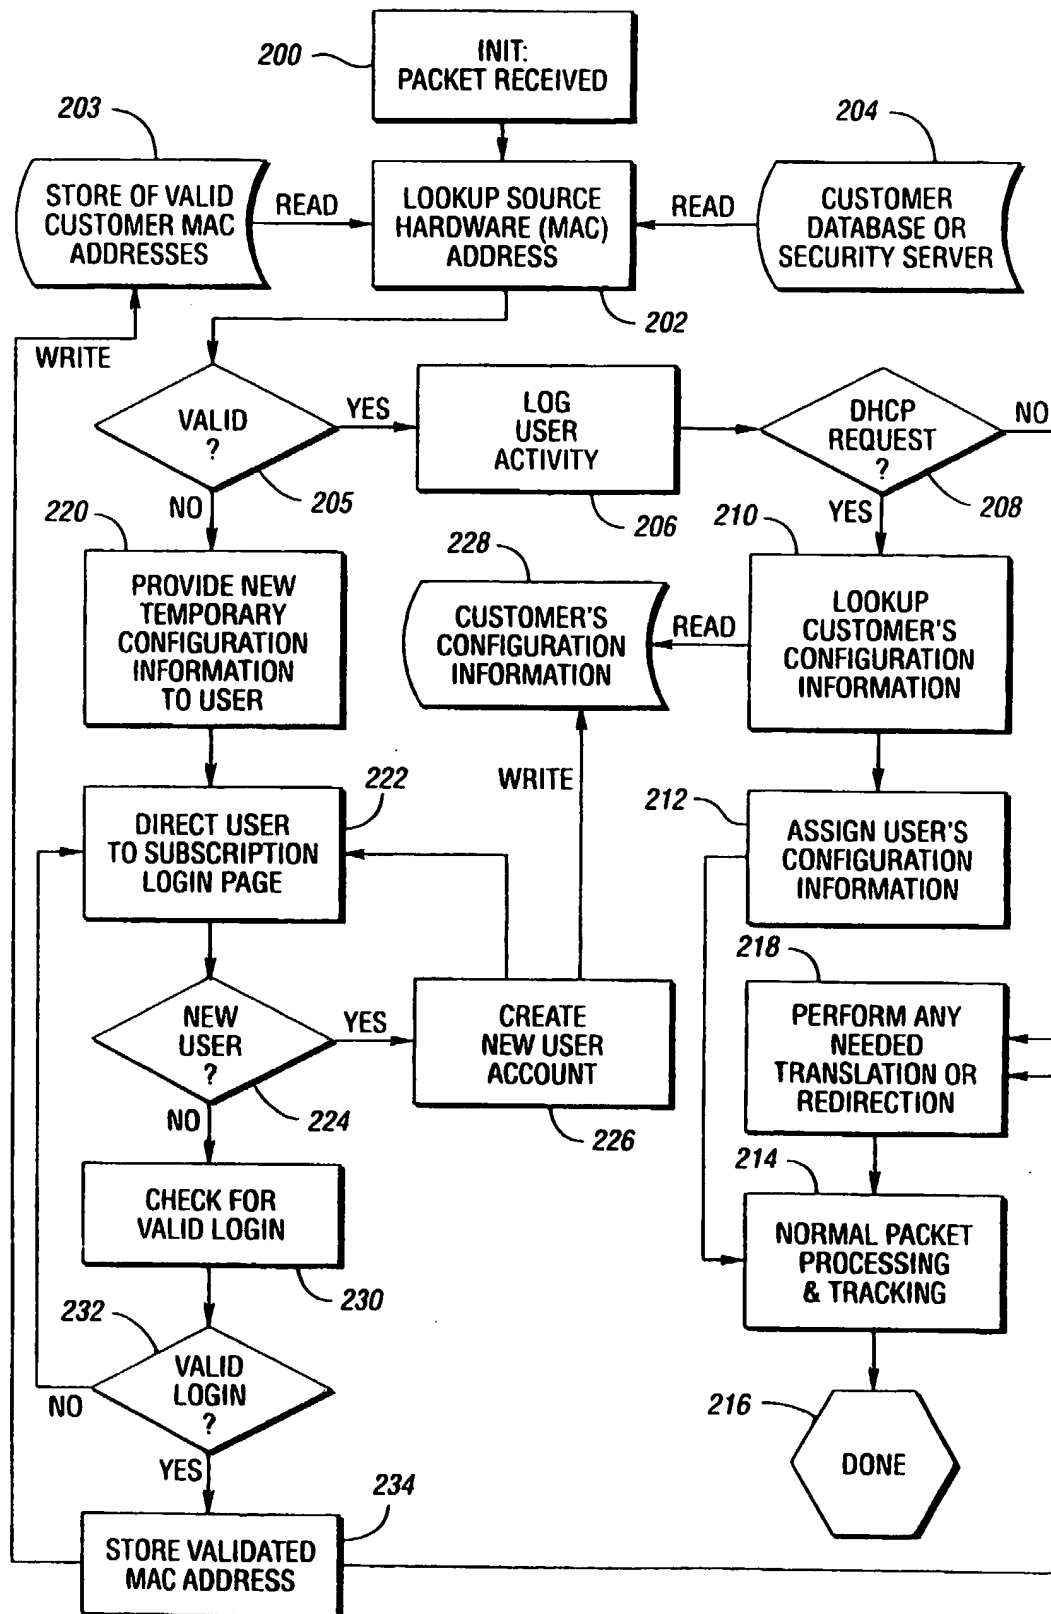 200
INIT:
PACKET RECEIVED
203
STORE OF VALID
CUSTOMER MAC
ADDRESSES
READ
LOOKUP SOURCE
HARDWARE (MAC)
ADDRESS
202
READ
204
CUSTOMER
DATABASE OR
SECURITY SERVER
WRITE
VALID
?
205
YES
LOG
USER
ACTIVITY
206
DHCP
REQUEST
?
208
NO
NO
YES
220
PROVIDE NEW
TEMPORARY
CONFIGURATION
INFORMATION
TO USER
228
CUSTOMER'S
CONFIGURATION
INFORMATION
READ
210
LOOKUP
CUSTOMER'S
CONFIGURATION
INFORMATION
WRITE
222
DIRECT USER
TO SUBSCRIPTION
LOGIN PAGE
212
ASSIGN USER'S
CONFIGURATION
INFORMATION
NEW
USER
?
224
YES
CREATE
NEW USER
ACCOUNT
226
218
PERFORM ANY
NEEDED
TRANSLATION OR
REDIRECTION
NO
CHECK FOR
VALID LOGIN
230
214
NORMAL PACKET
PROCESSING
& TRACKING
232
VALID
LOGIN
?
NO
YES
216
DONE
234
STORE VALIDATED
MAC ADDRESS